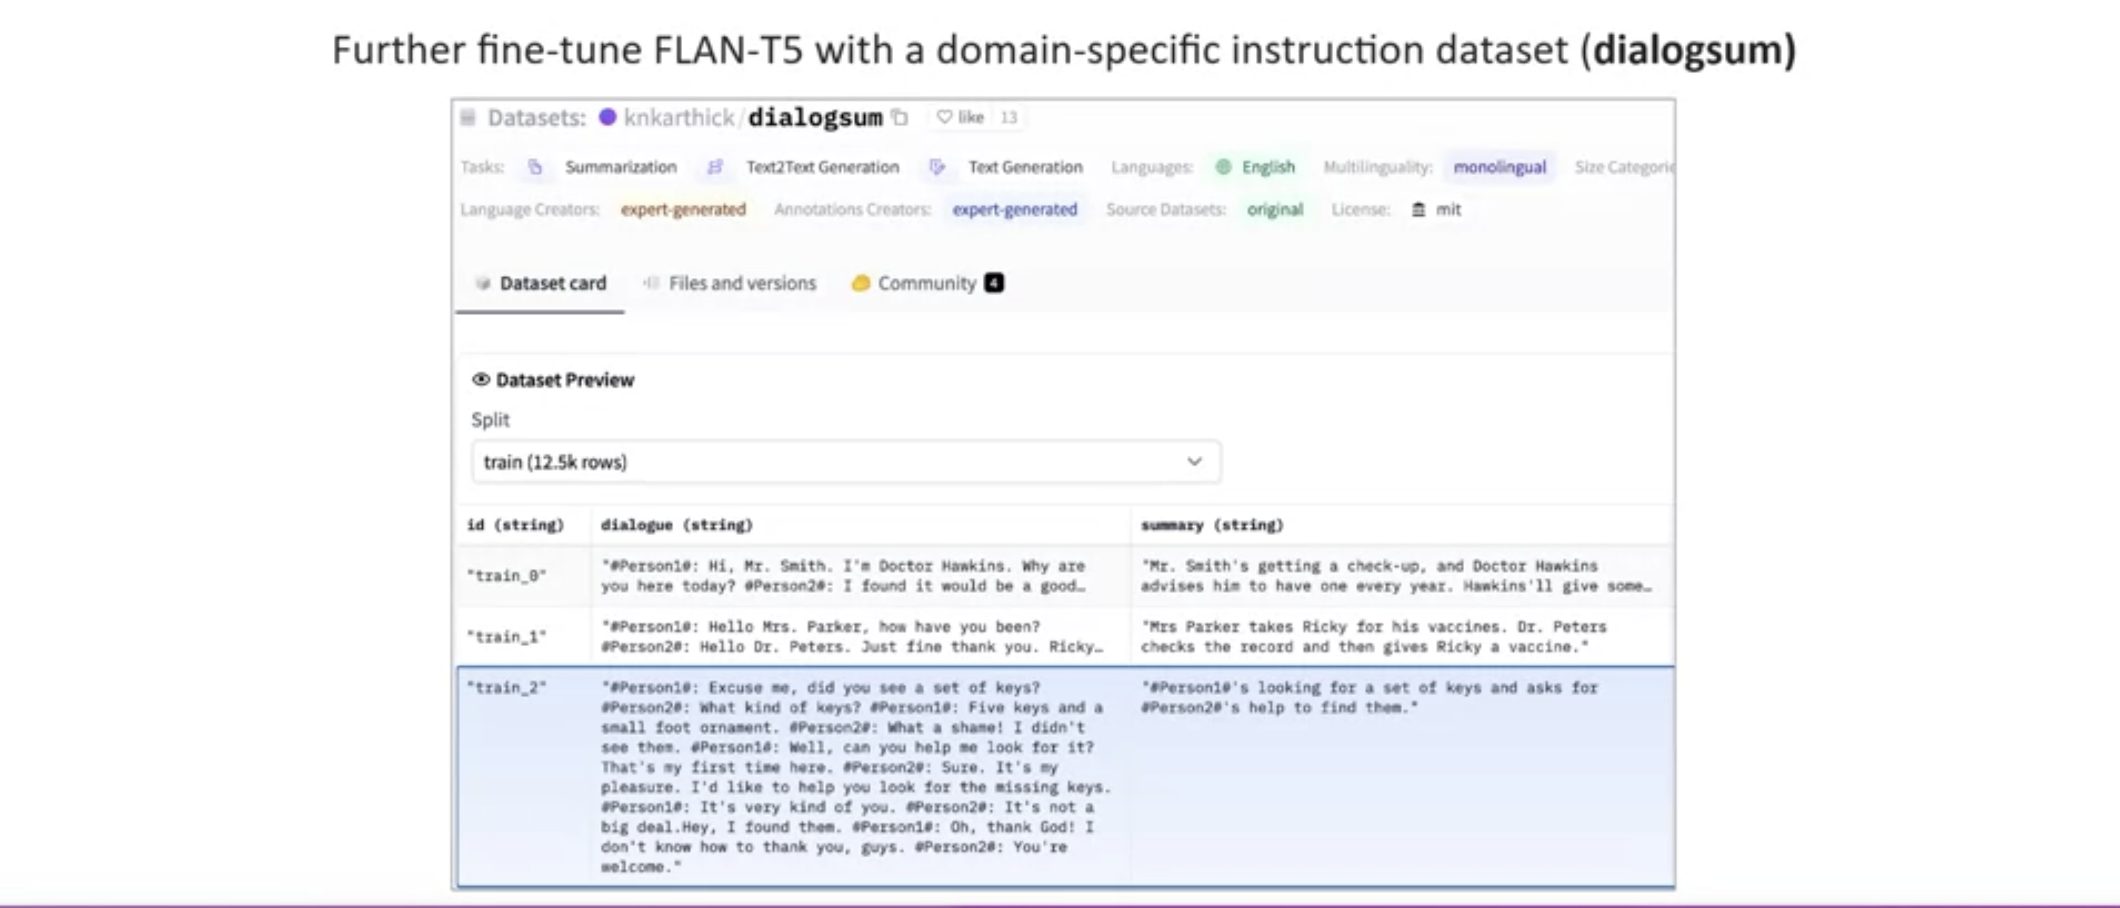 Further fine-tune FLAN-T5 with a domain-specific instruction dataset (dialogsum)
Datasets: knkarthick/dialogsum like 13
Tasks: Summarization Text2Text Generation Text Generation Languages: English Multilinguality: monolingual Size Categorie
Language Creators: expert-generated Annotations Creators: expert-generated Source Datasets: original License: mit
Dataset card Files and versions Community 4
Dataset Preview
Split
train (12.5k rows)
id (string) dialogue (string) summary (string)
"train_0"
"#Person1#: Hi, Mr. Smith. I'm Doctor Hawkins. Why are
you here today? #Person2#: I found it would be a good…
"Mr. Smith's getting a check-up, and Doctor Hawkins
advises him to have one every year. Hawkins'll give some…
"train_1"
"#Person1#: Hello Mrs. Parker, how have you been?
#Person2#: Hello Dr. Peters. Just fine thank you. Ricky…
"Mrs Parker takes Ricky for his vaccines. Dr. Peters
checks the record and then gives Ricky a vaccine."
"train_2"
"#Person1#: Excuse me, did you see a set of keys?
#Person2#: What kind of keys? #Person1#: Five keys and a
small foot ornament. #Person2#: What a shame! I didn't
see them. #Person1#: Well, can you help me look for it?
That's my first time here. #Person2#: Sure. It's my
pleasure. I'd like to help you look for the missing keys.
#Person1#: It's very kind of you. #Person2#: It's not a
big deal.Hey, I found them. #Person1#: Oh, thank God! I
don't know how to thank you, guys. #Person2#: You're
welcome."
"#Person1#'s looking for a set of keys and asks for
#Person2#'s help to find them."